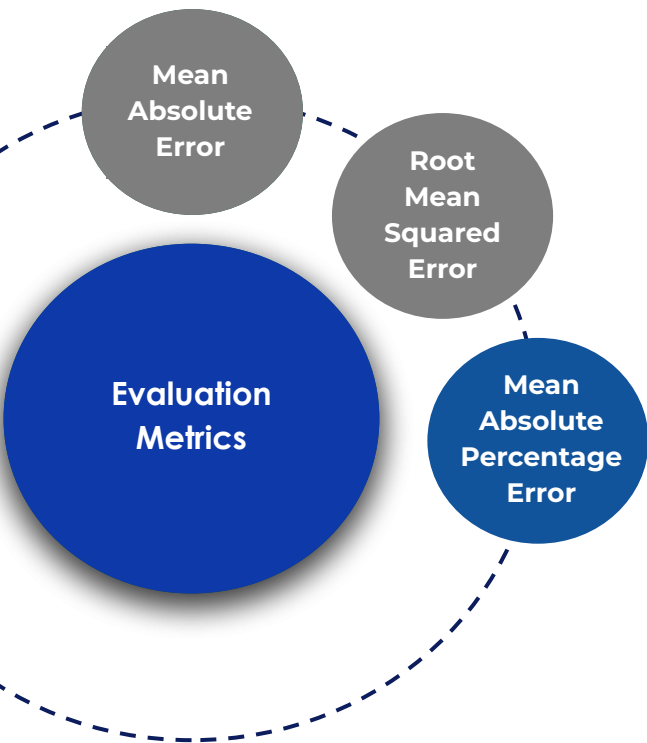 Mean
Absolute
Error
Root
Mean
Squared
Error
Evaluation
Metrics
Mean
Absolute
Percentage
Error